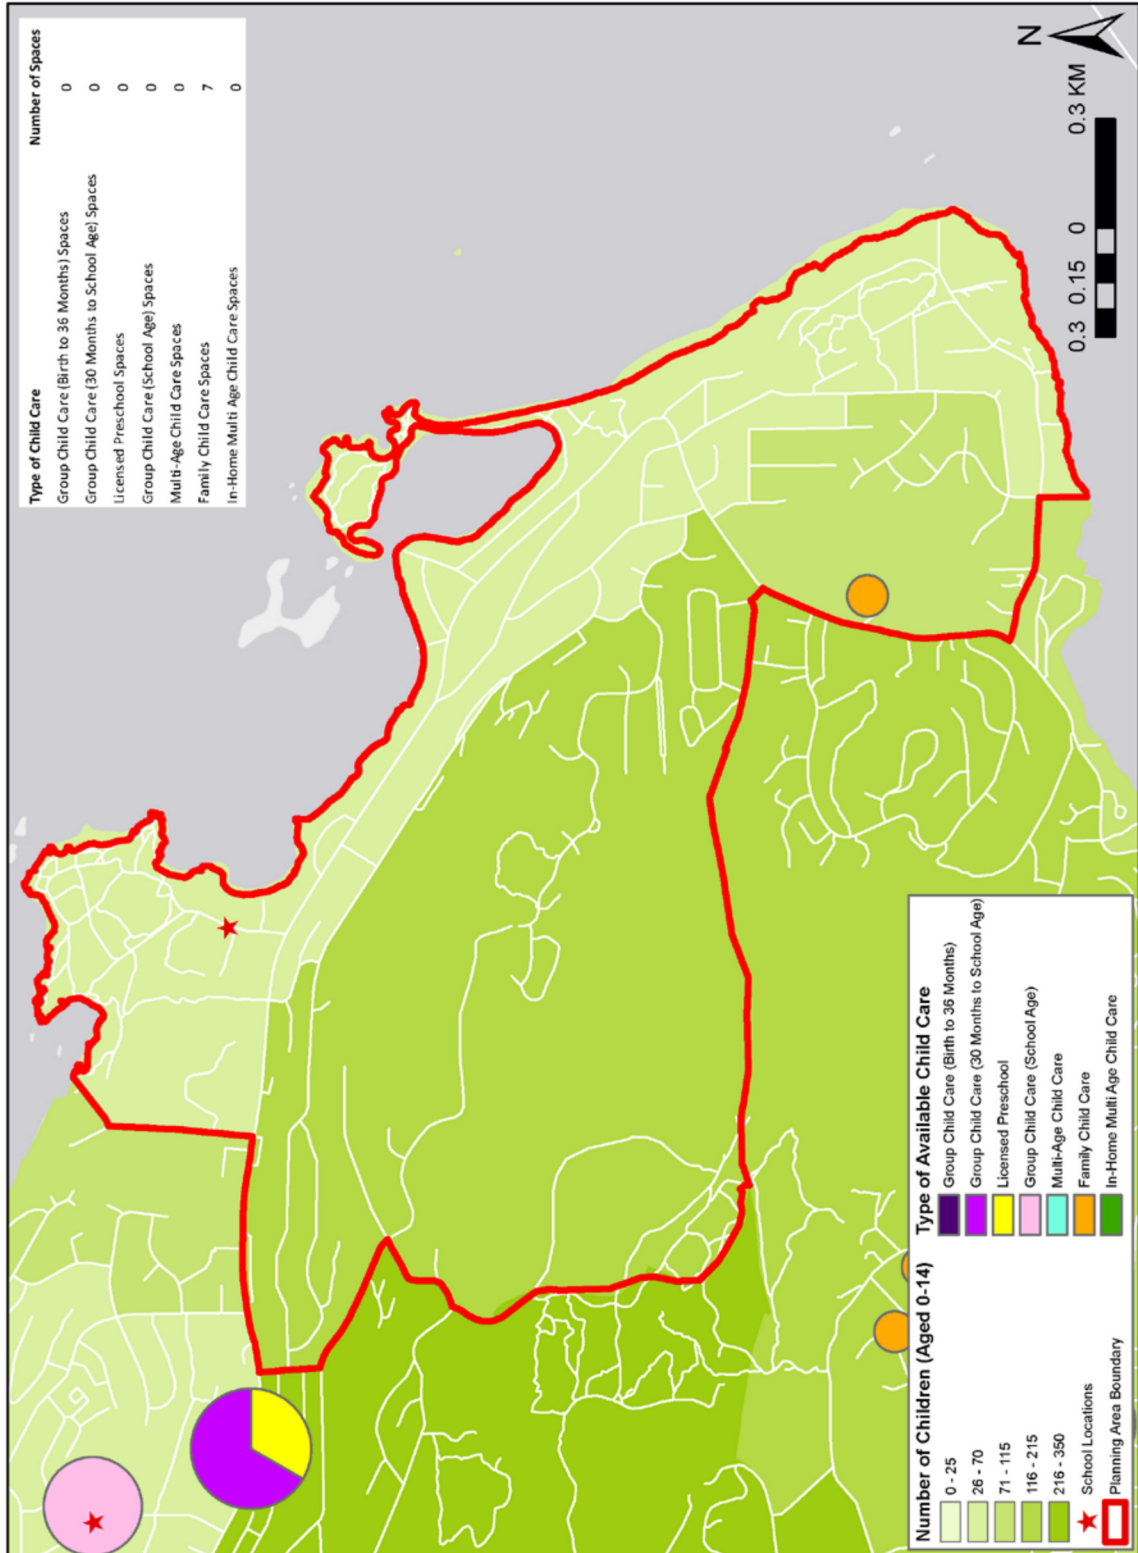 Type of Child Care Number of Spaces
Group Child Care (Birth to 36 Months) Spaces 0
Group Child Care (30 Months to School Age) Spaces 0
Licensed Preschool Spaces 0
Group Child Care (School Age) Spaces 0
Multi-Age Child Care Spaces 0
Family Child Care Spaces 7
In-Home Multi Age Child Care Spaces 0
N
0.3 0.15 0 0.3 KM
Number of Children (Aged 0-14)
0 - 25
26 - 70
71 - 115
116 - 215
216 - 350
School Locations
Planning Area Boundary
Type of Available Child Care
Group Child Care (Birth to 36 Months)
Group Child Care (30 Months to School Age)
Licensed Preschool
Group Child Care (School Age)
Multi-Age Child Care
Family Child Care
In-Home Multi Age Child Care